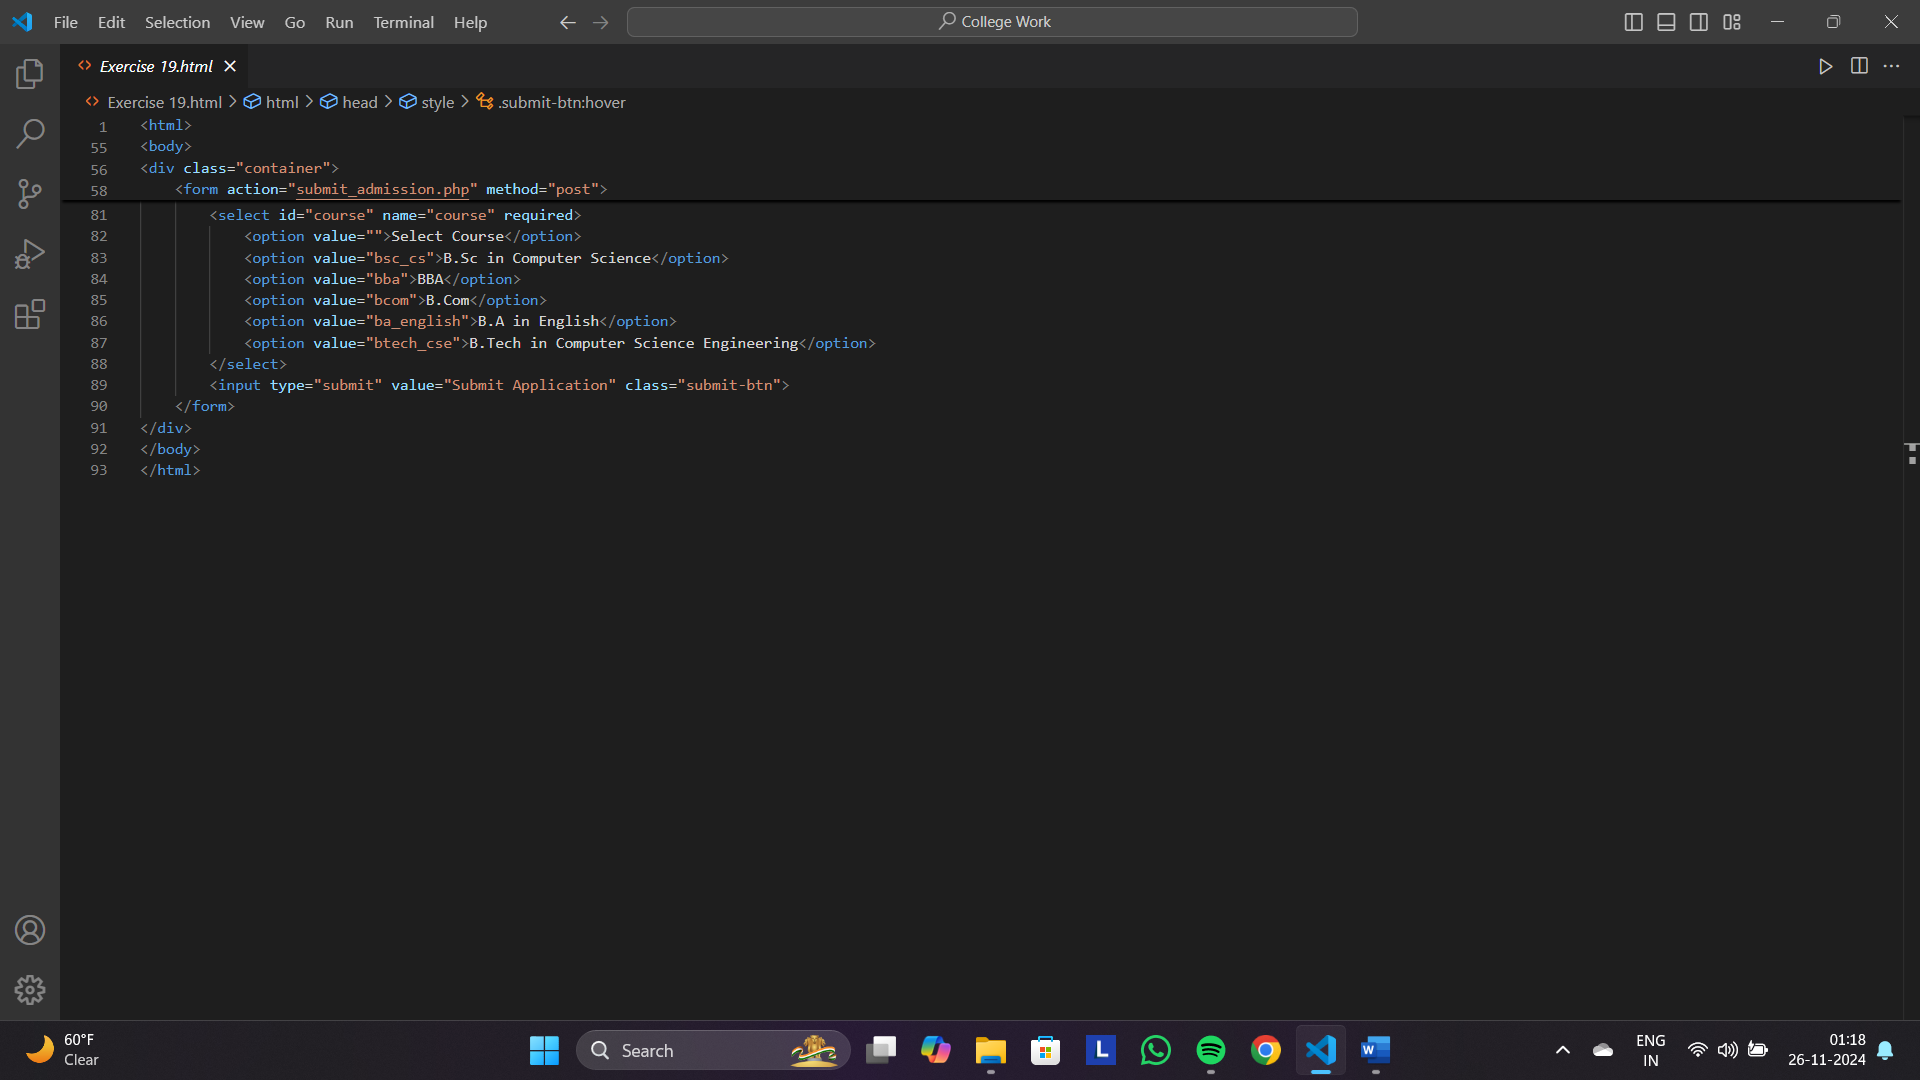 File Edit Selection View Go Run Terminal Help
College Work
Exercise 19.html
Exercise 19.html > html > head > style > .submit-btn:hover
1 <html>
55 <body>
56 <div class="container">
58 <form action="submit_admission.php" method="post">
81 <select id="course" name="course" required>
82 <option value="">Select Course</option>
83 <option value="bsc_cs">B.Sc in Computer Science</option>
84 <option value="bba">BBA</option>
85 <option value="bcom">B.Com</option>
86 <option value="ba_english">B.A in English</option>
87 <option value="btech_cse">B.Tech in Computer Science Engineering</option>
88 </select>
89 <input type="submit" value="Submit Application" class="submit-btn">
90 </form>
91 </div>
92 </body>
93 </html>
60°F
Clear
Search
L
W
ENG
IN
01:18
26-11-2024